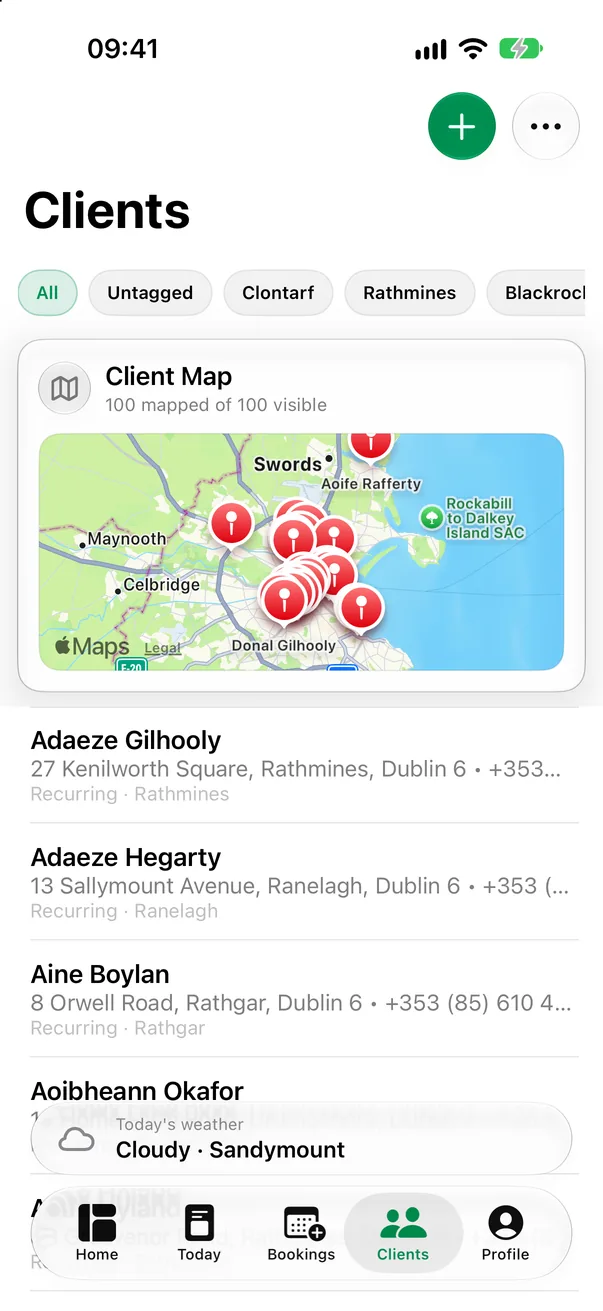 09:41
Clients
All
Untagged
Clontarf
Rathmines
Blackrock
Client Map
100 mapped of 100 visible
Swords
Aoife Rafferty
Rockabill
to Dalkey
Island SAC
Maynooth
Celbridge
Maps Legal
Donal Gilhooly
E-20
Adaeze Gilhooly
27 Kenilworth Square, Rathmines, Dublin 6 • +353...
Recurring · Rathmines
Adaeze Hegarty
13 Sallymount Avenue, Ranelagh, Dublin 6 • +353 (...
Recurring · Ranelagh
Aine Boylan
8 Orwell Road, Rathgar, Dublin 6 • +353 (85) 610 4...
Recurring · Rathgar
Aoibheann Okafor
Today's weather
Cloudy · Sandymount
Home
Today
Bookings
Clients
Profile